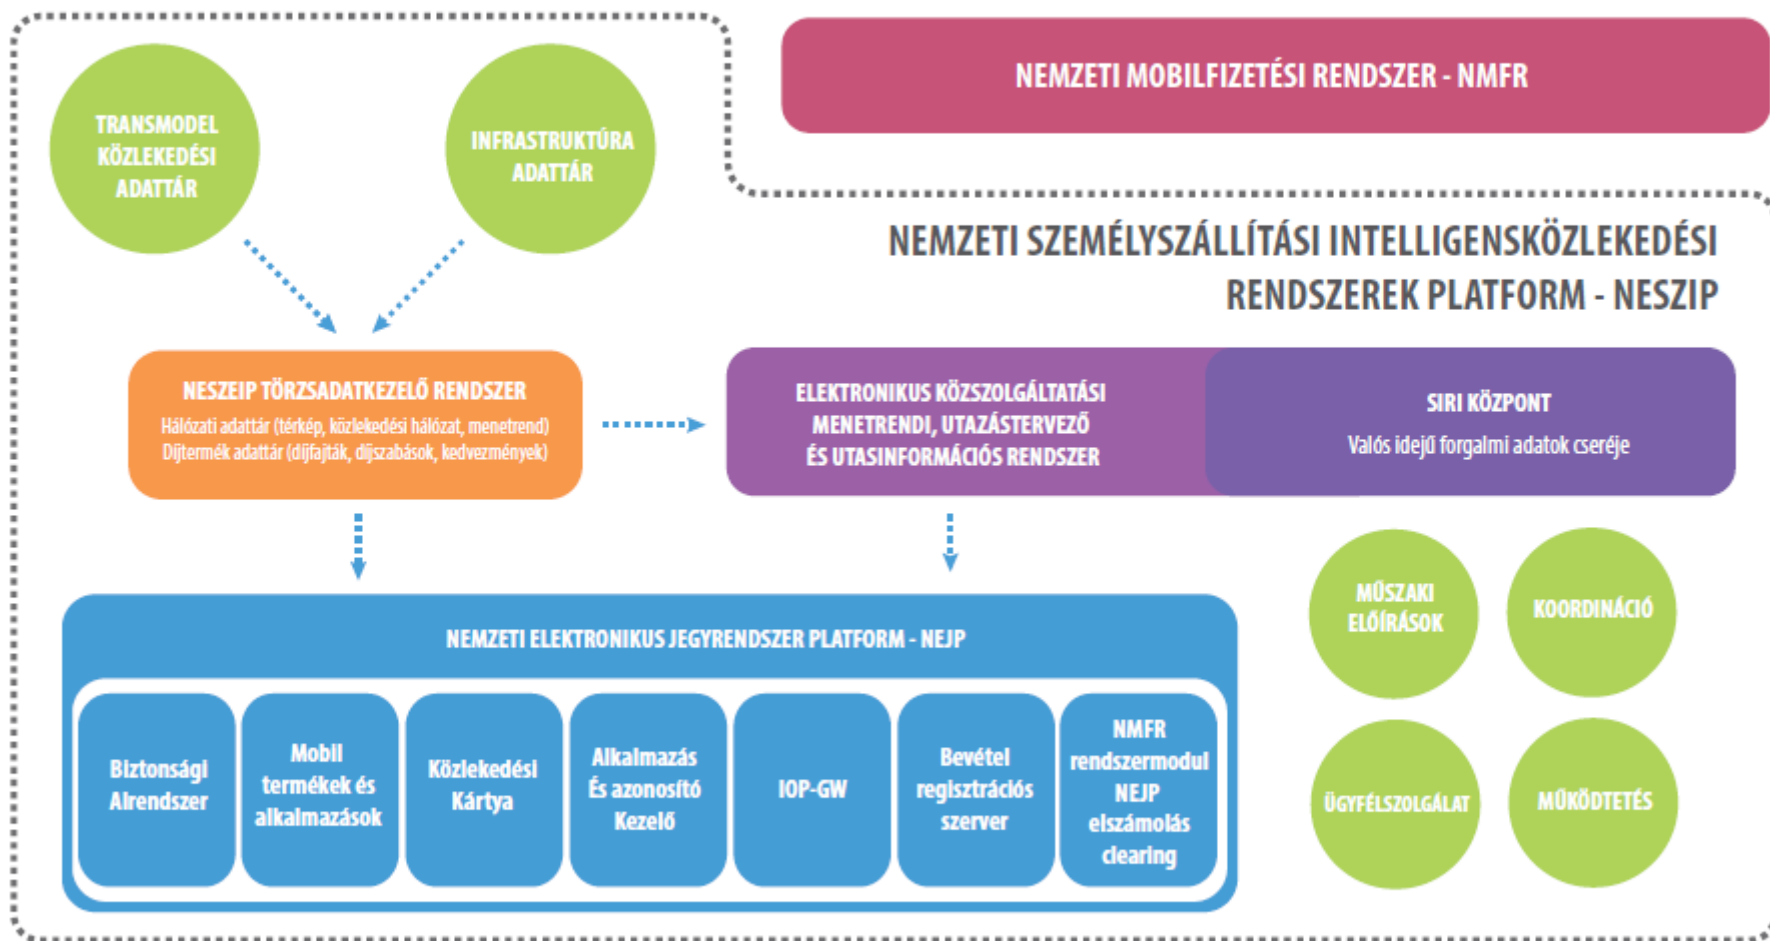 NEMZETI MOBILFIZETÉSI RENDSZER - NMFR
TRANSMODEL
KÖZLEKEDÉSI
ADATTÁR
INFRASTRUKTÚRA
ADATTÁR
NEMZETI SZEMÉLYSZÁLLÍTÁSI INTELLIGENSKÖZLEKEDÉSI
RENDSZEREK PLATFORM - NESZIP
NESZEIP TÖRZSADATKEZELŐ RENDSZER
Hálózati adattár (térkép, közlekedési hálózat, menetrend)
Díjtermék adattár (díjfajták, díjszabások, kedvezmények)
ELEKTRONIKUS KÖZSZOLGÁLTATÁSI
MENETRENDI, UTAZÁSTERVEZŐ
ÉS UTASINFORMÁCIÓS RENDSZER
SIRI KÖZPONT
Valós idejű forgalmi adatok cseréje
NEMZETI ELEKTRONIKUS JEGYRENDSZER PLATFORM - NEJP
Biztonsági
Alrendszer
Mobil
termékek és
alkalmazások
Közlekedési
Kártya
Alkalmazás
És azonosító
Kezelő
IOP-GW
Bevétel
regisztrációs
szerver
NMFR
rendszermodul
NEJP
elszámolás
clearing
MŰSZAKI
ELŐÍRÁSOK
KOORDINÁCIÓ
ÜGYFÉLSZOLGÁLAT
MŰKÖDTETÉS